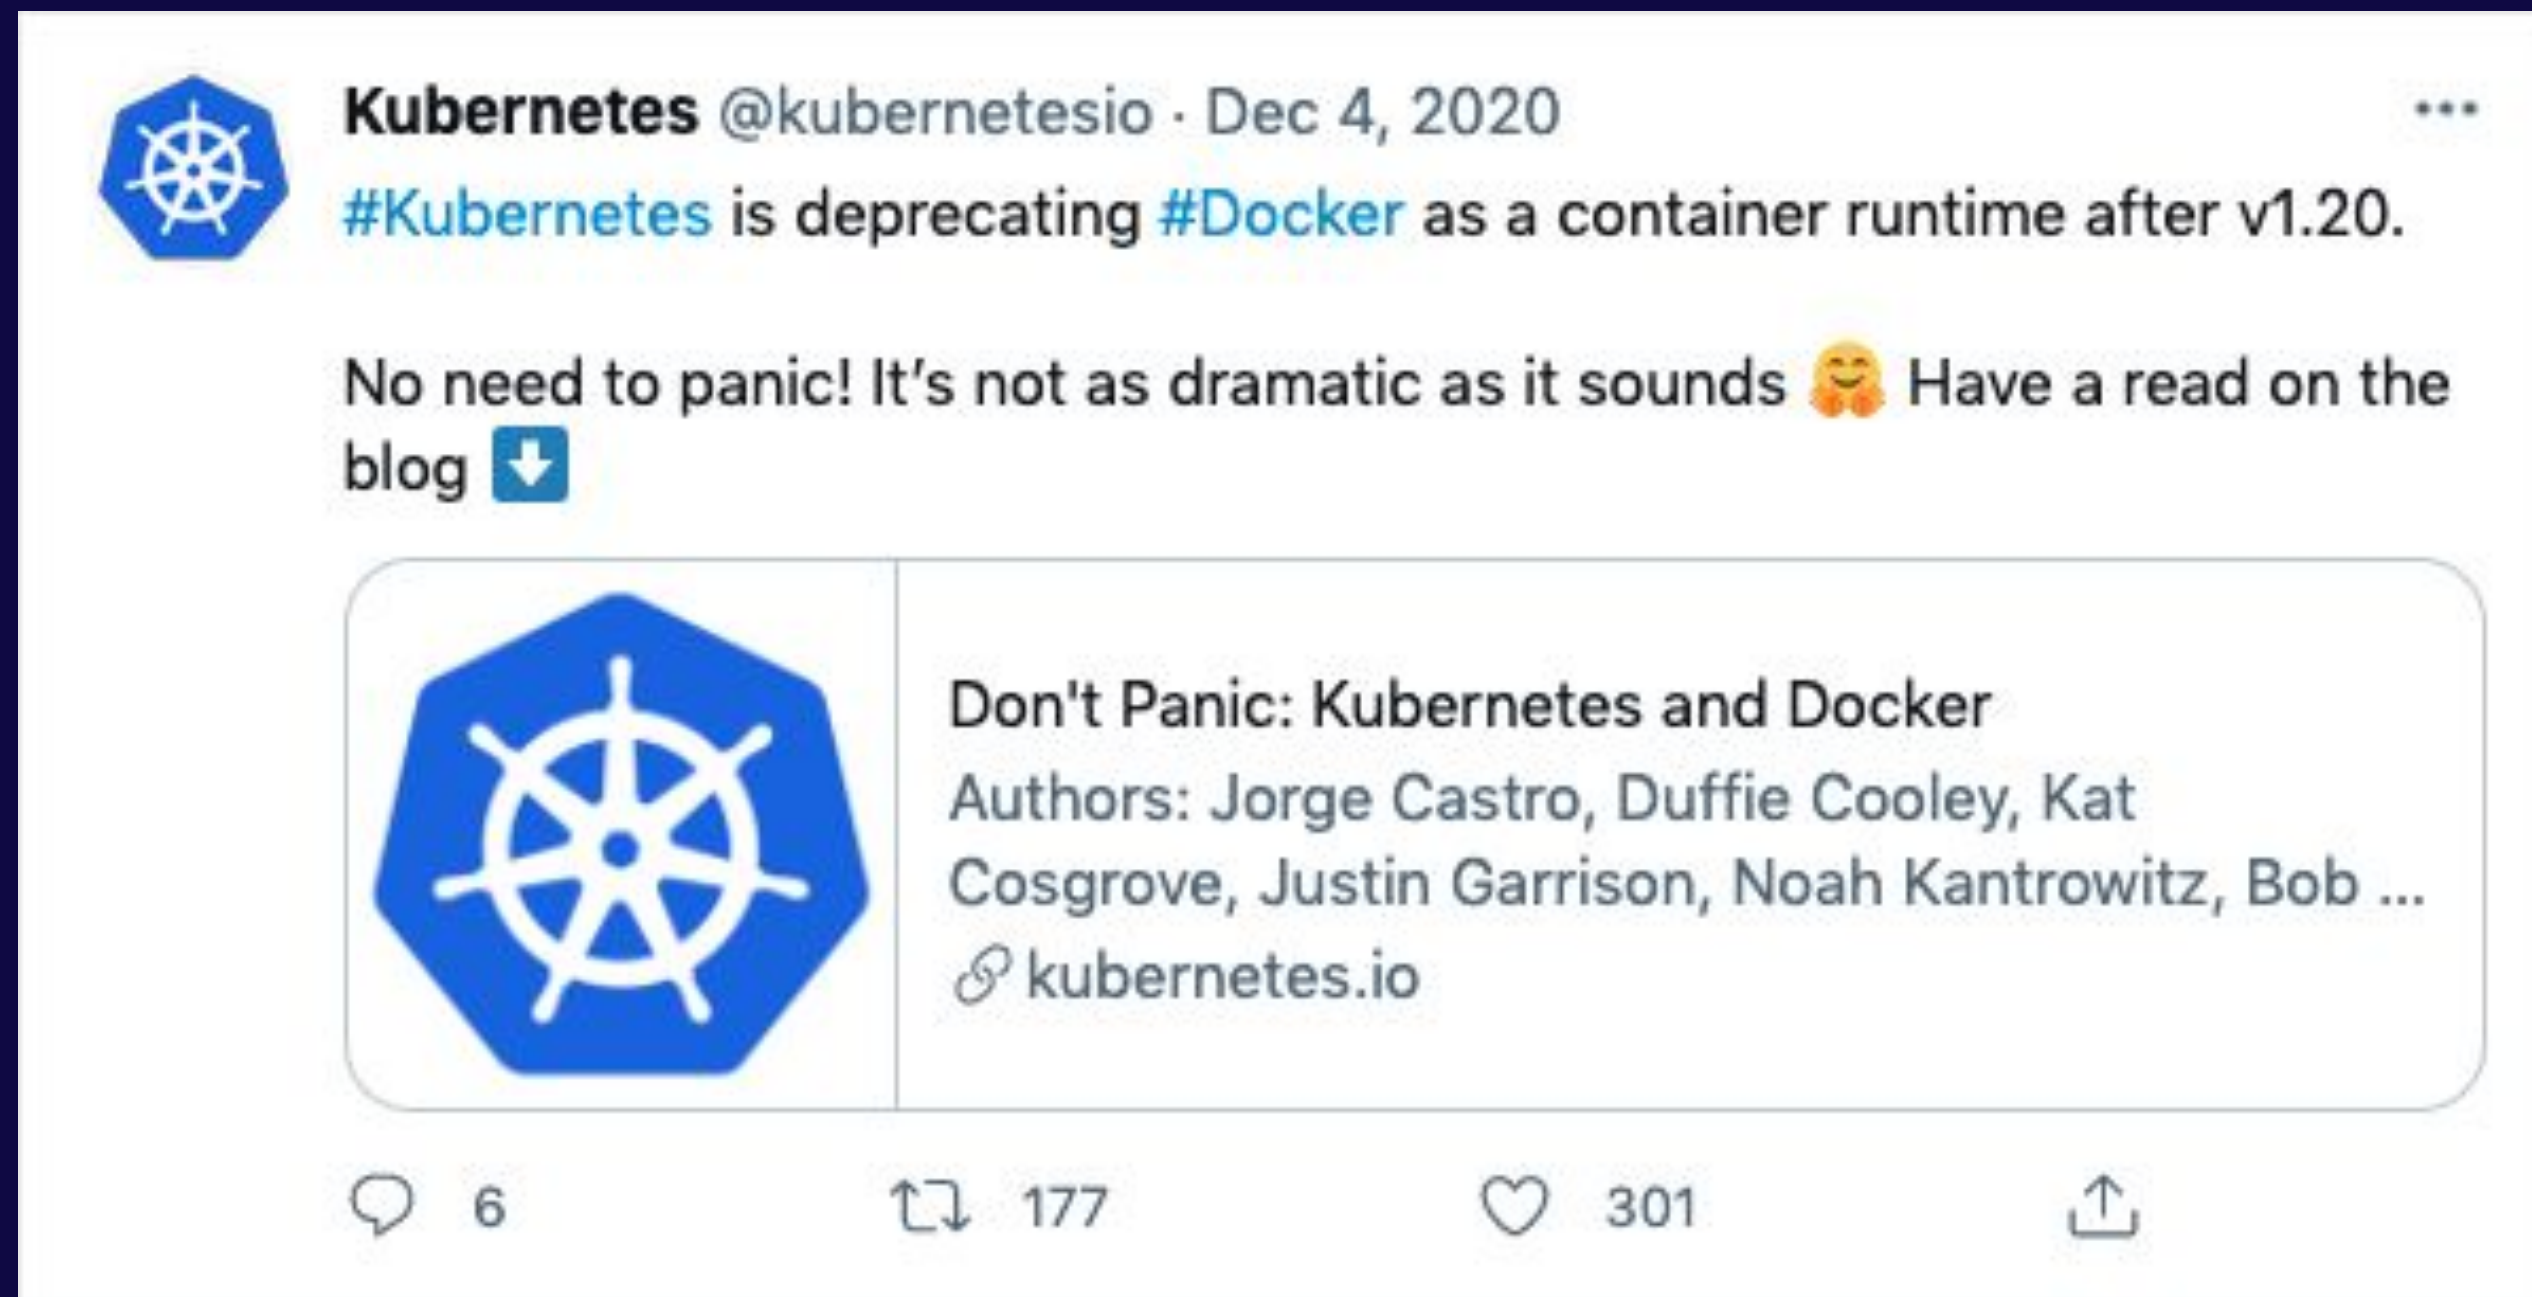 Kubernetes @kubernetesio · Dec 4, 2020
#Kubernetes is deprecating #Docker as a container runtime after v1.20.
No need to panic! It’s not as dramatic as it sounds 🤗 Have a read on the
blog ⬇️
Don't Panic: Kubernetes and Docker
Authors: Jorge Castro, Duffie Cooley, Kat
Cosgrove, Justin Garrison, Noah Kantrowitz, Bob ...
kubernetes.io
6 177 301